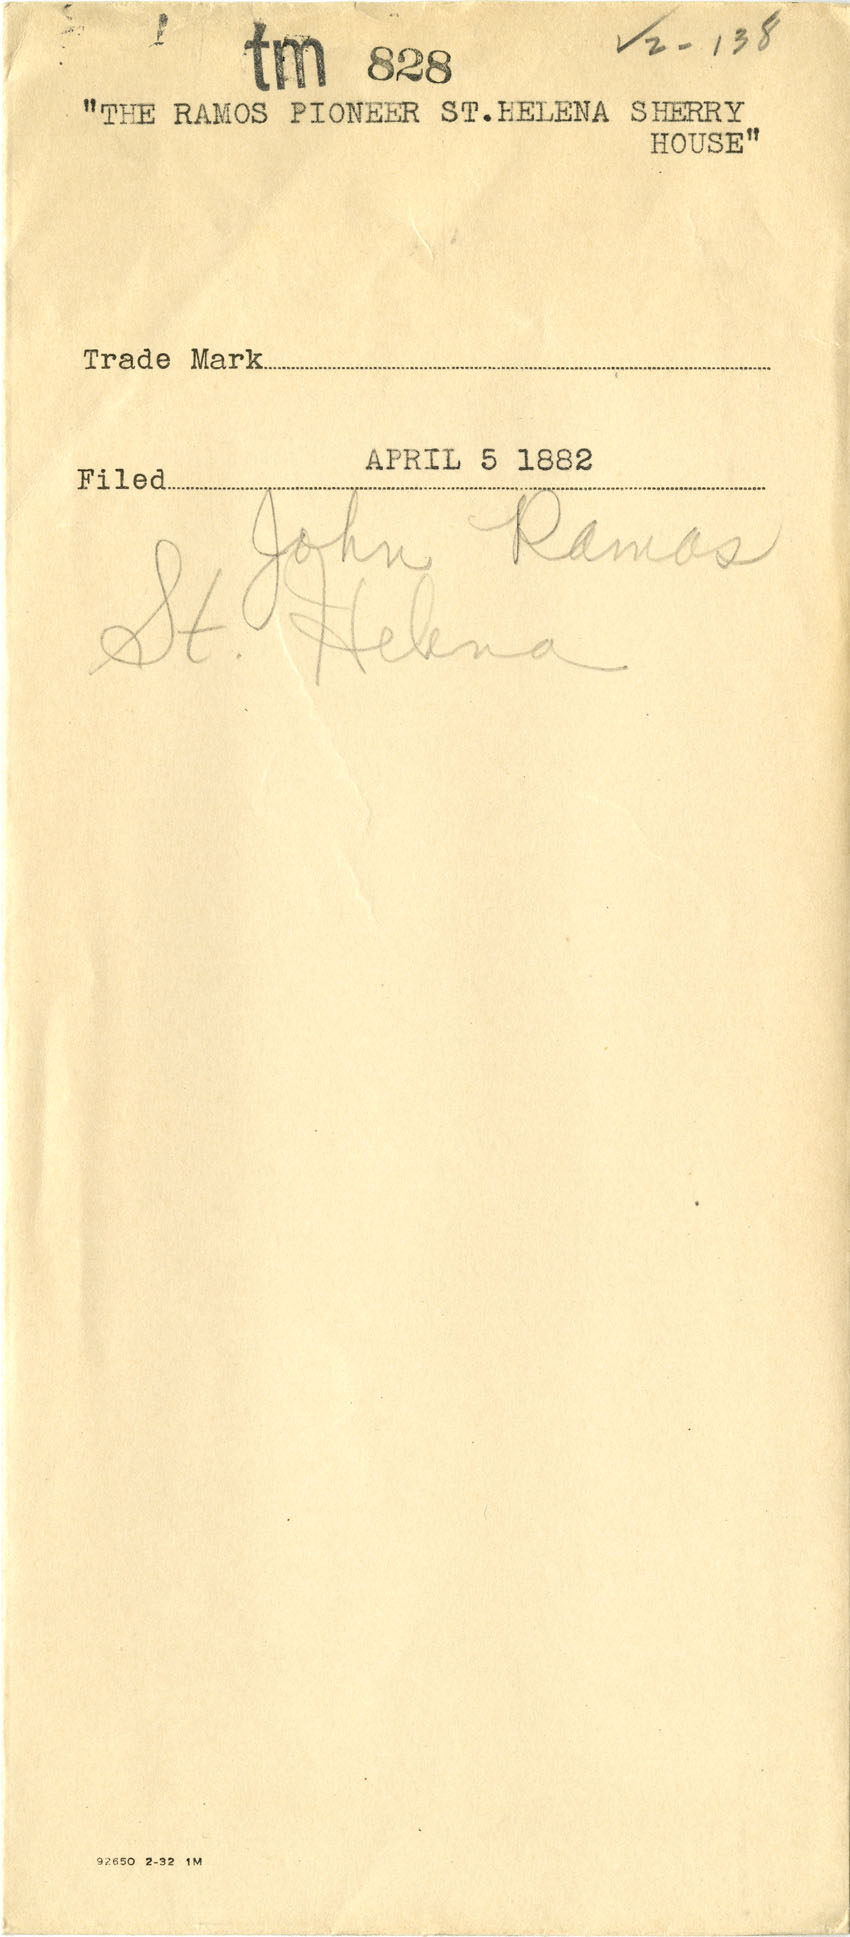 tm 828
√2-138
"THE RAMOS PIONEER ST.HELENA SHERRY
HOUSE"
Trade Mark
APRIL 5 1882
Filed
John Ramos
St. Helena
92650 2-32 1M